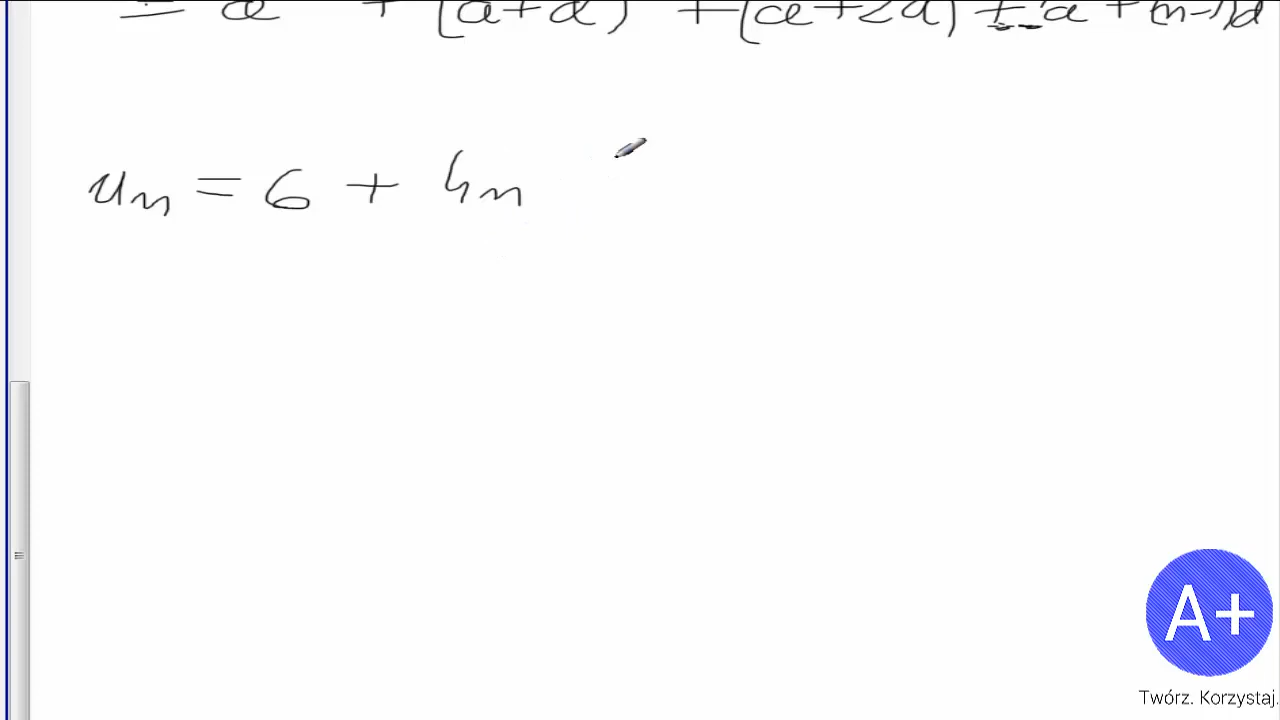 = a + (a+d) + (a+2d) + -- a + (n-1)d
un = 6 + 4n
A+
Twórz. Korzystaj.